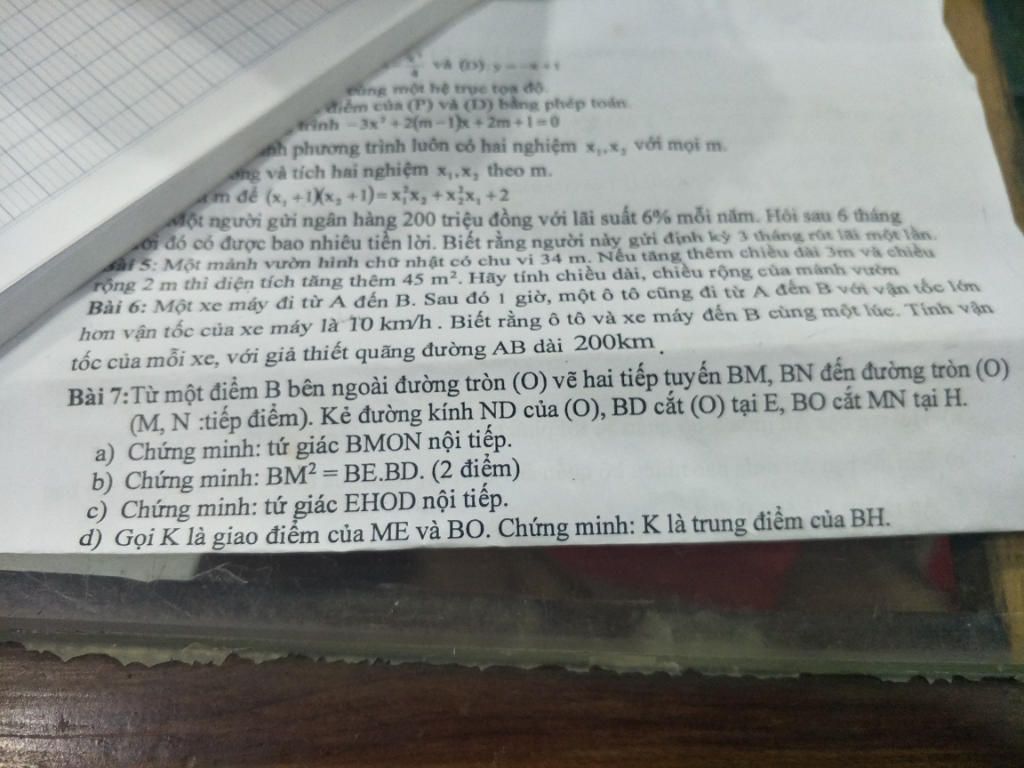 và (D) y=-x+1
cùng một hệ trục toạ độ.
điểm của (P) và (D) bằng phép toán.
trình -3x²+2(m-1)x+2m+1=0
phương trình luôn có hai nghiệm x₁,x₂ với mọi m.
và tích hai nghiệm x₁,x₂ theo m.
m để (x₁+1)(x₂+1)=x₁²x₂+x₂²x₁+2
Một người gửi ngân hàng 200 triệu đồng với lãi suất 6% mỗi năm. Hỏi sau 6 tháng
đó có được bao nhiêu tiền lời. Biết rằng người này gửi định kỳ 3 tháng rút lãi một lần.
Bài 5: Một mảnh vườn hình chữ nhật có chu vi 34 m. Nếu tăng thêm chiều dài 3m và chiều
rộng 2 m thì diện tích tăng thêm 45 m². Hãy tính chiều dài, chiều rộng của mảnh vườn
Bài 6: Một xe máy đi từ A đến B. Sau đó 1 giờ, một ô tô cũng đi từ A đến B với vận tốc lớn
hơn vận tốc của xe máy là 10 km/h. Biết rằng ô tô và xe máy đến B cùng một lúc. Tính vận
tốc của mỗi xe, với giả thiết quãng đường AB dài 200km.
Bài 7:Từ một điểm B bên ngoài đường tròn (O) vẽ hai tiếp tuyến BM, BN đến đường tròn (O)
(M, N :tiếp điểm). Kẻ đường kính ND của (O), BD cắt (O) tại E, BO cắt MN tại H.
a) Chứng minh: tứ giác BMON nội tiếp.
b) Chứng minh: BM² = BE.BD. (2 điểm)
c) Chứng minh: tứ giác EHOD nội tiếp.
d) Gọi K là giao điểm của ME và BO. Chứng minh: K là trung điểm của BH.